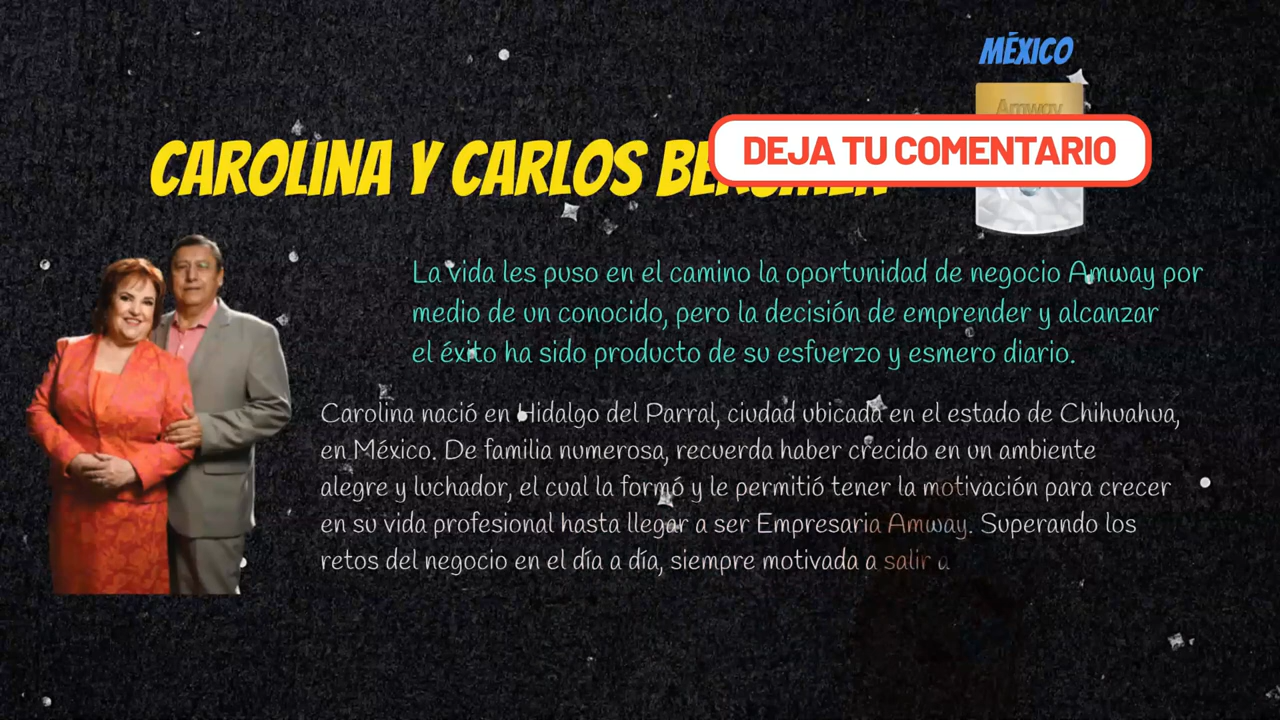 MÉXICO
Amway
CAROLINA Y CARLOS
DEJA TU COMENTARIO
La vida les puso en el camino la oportunidad de negocio Amway por
medio de un conocido, pero la decisión de emprender y alcanzar
el éxito ha sido producto de su esfuerzo y esmero diario.
Carolina nació en Hidalgo del Parral, ciudad ubicada en el estado de Chihuahua,
en México. De familia numerosa, recuerda haber crecido en un ambiente
alegre y luchador, el cual la formó y le permitió tener la motivación para crecer
en su vida profesional hasta llegar a ser Empresaria Amway. Superando los
retos del negocio en el día a día, siempre motivada a salir a